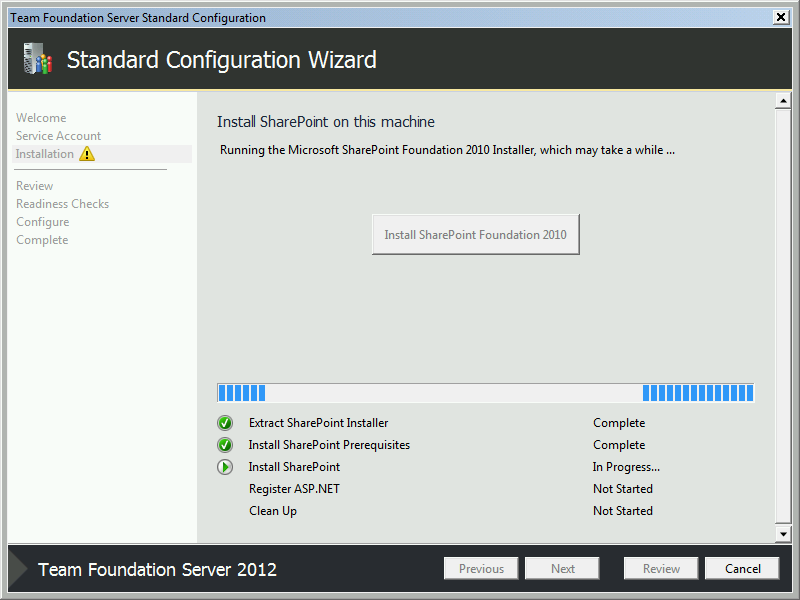 Team Foundation Server Standard Configuration
Standard Configuration Wizard
Welcome
Service Account
Installation
Review
Readiness Checks
Configure
Complete
Install SharePoint on this machine
Running the Microsoft SharePoint Foundation 2010 Installer, which may take a while ...
Install SharePoint Foundation 2010
Extract SharePoint Installer Complete
Install SharePoint Prerequisites Complete
Install SharePoint In Progress...
Register ASP.NET Not Started
Clean Up Not Started
Team Foundation Server 2012
Previous Next Review Cancel